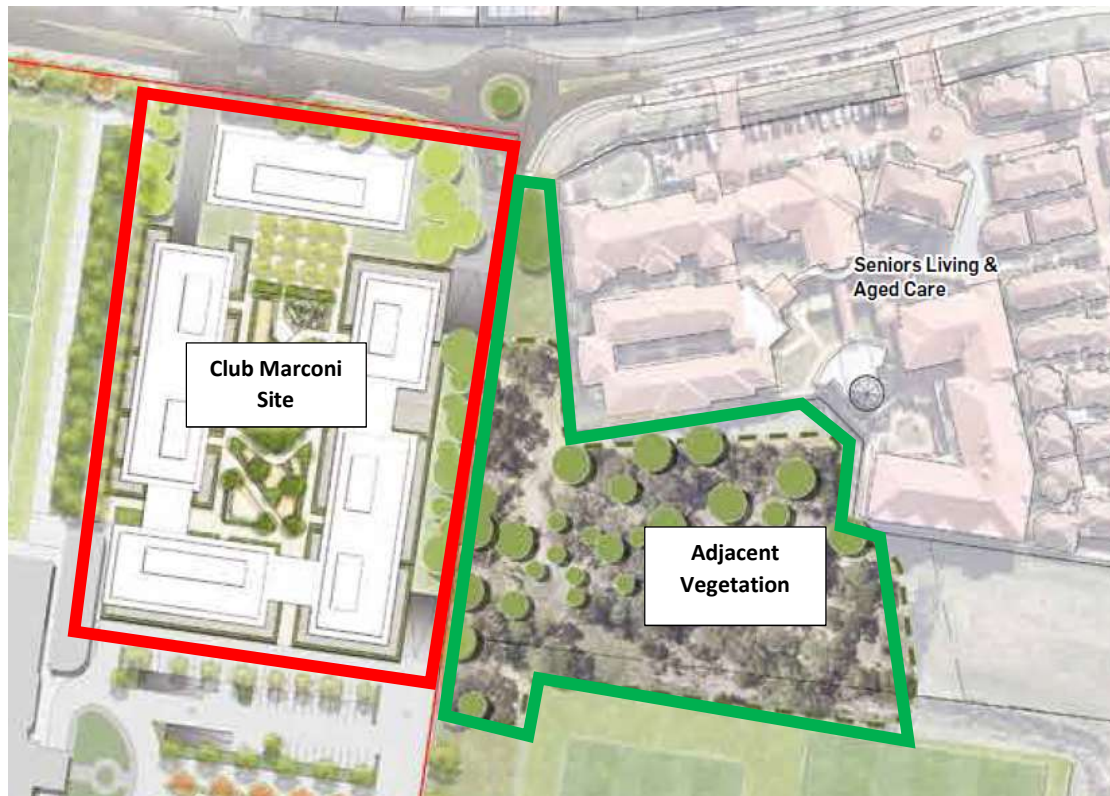 Seniors Living &
Aged Care
Club Marconi
Site
Adjacent
Vegetation